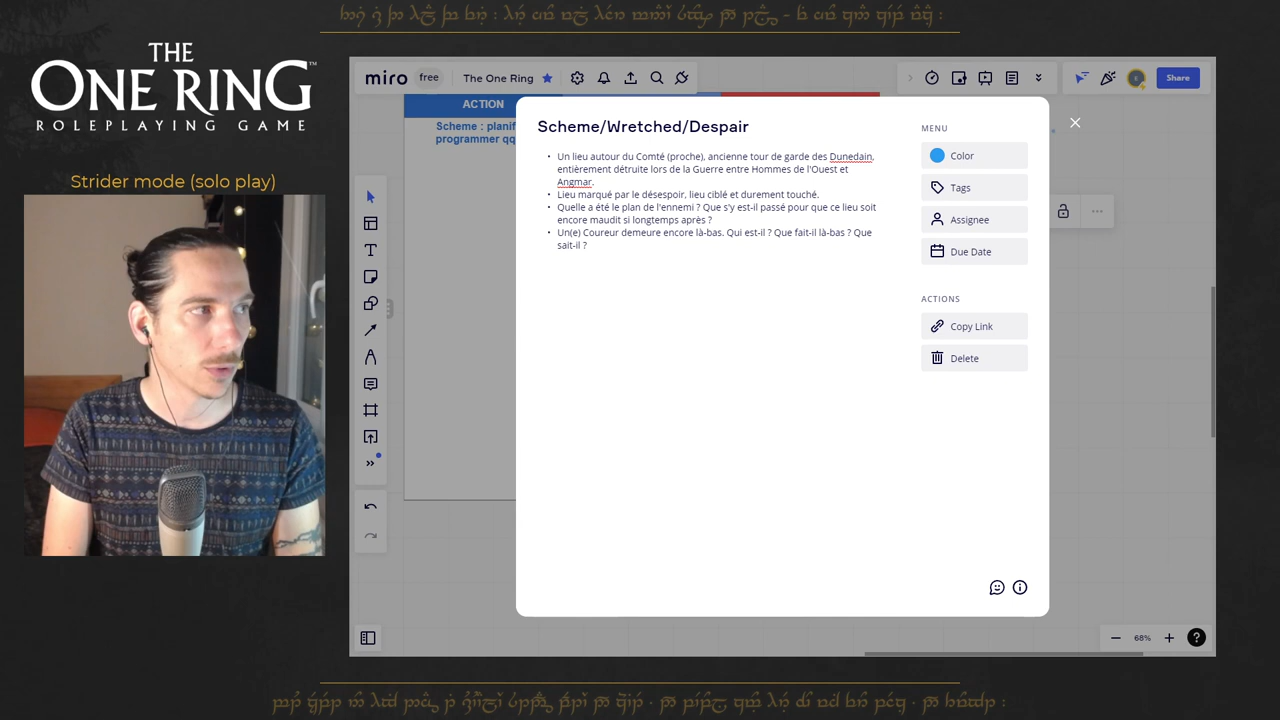 THE
ONE RING™
ROLEPLAYING GAME
Strider mode (solo play)
miro
free
The One Ring
Share
ACTION
Scheme : planif
programmer qq
Scheme/Wretched/Despair
• Un lieu autour du Comté (proche), ancienne tour de garde des Dunedain,
entièrement détruite lors de la Guerre entre Hommes de l'Ouest et
Angmar.
• Lieu marqué par le désespoir, lieu ciblé et durement touché.
• Quelle a été le plan de l'ennemi ? Que s'y est-il passé pour que ce lieu soit
encore maudit si longtemps après ?
• Un(e) Coureur demeure encore là-bas. Qui est-il ? Que fait-il là-bas ? Que
sait-il ?
MENU
Color
Tags
Assignee
Due Date
ACTIONS
Copy Link
Delete
68%